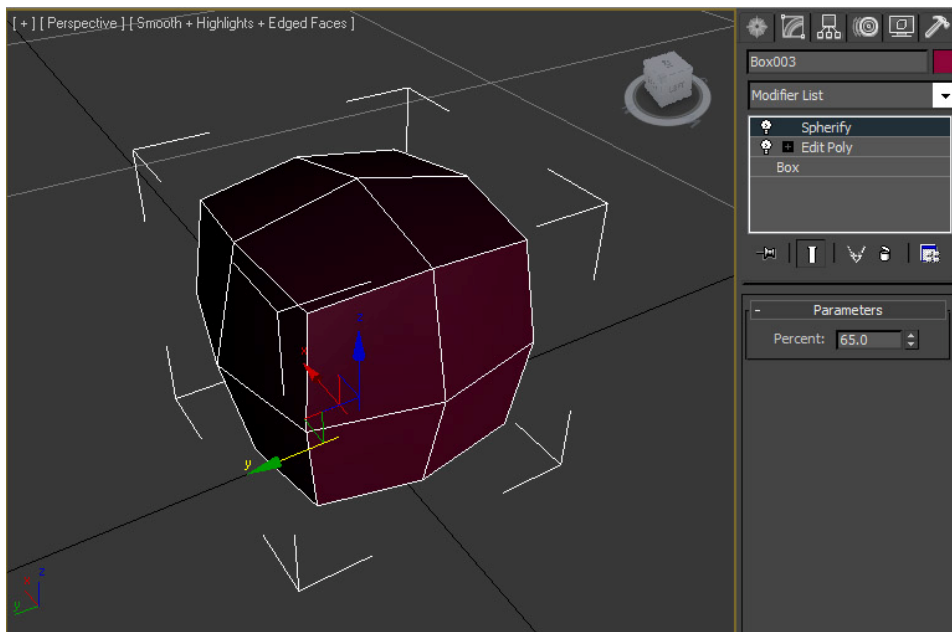 [ + ] [ Perspective ] [ Smooth + Highlights + Edged Faces ]
Box003
Modifier List
Spherify
+ Edit Poly
Box
- Parameters
Percent: 65.0
z
x
y
z
x
y